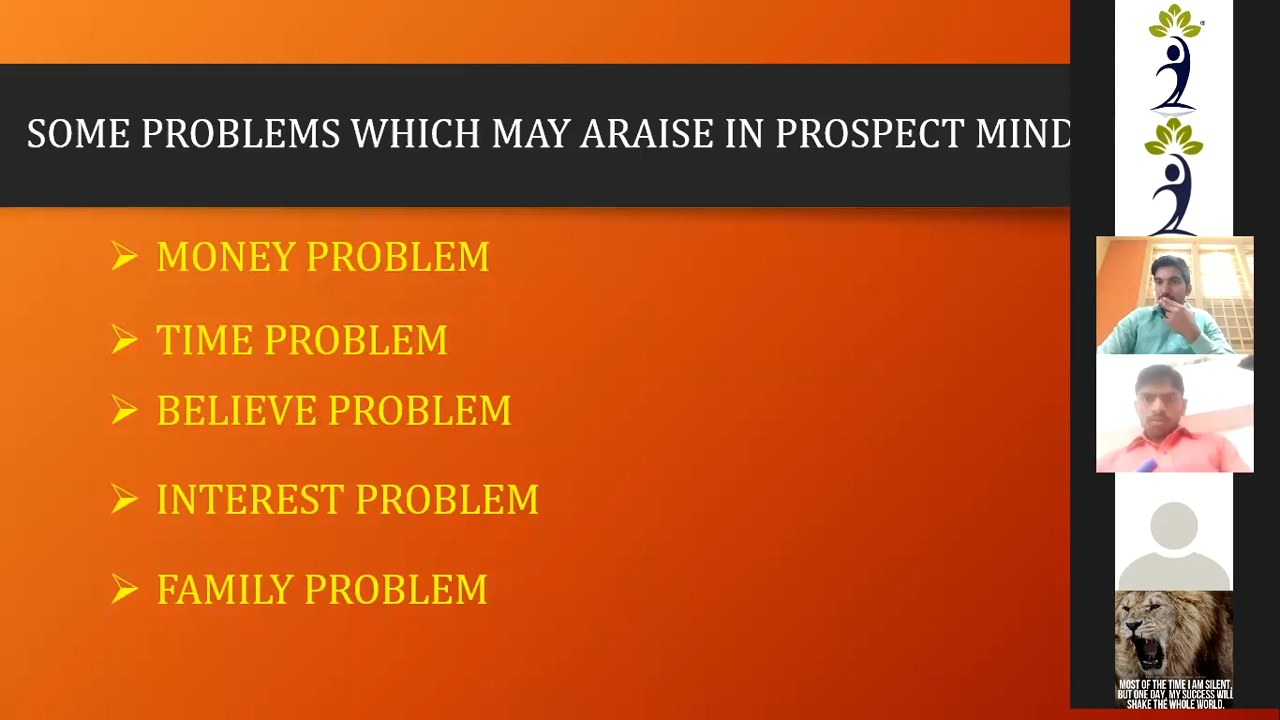 SOME PROBLEMS WHICH MAY ARAISE IN PROSPECT MIND
MONEY PROBLEM
TIME PROBLEM
BELIEVE PROBLEM
INTEREST PROBLEM
FAMILY PROBLEM
MOST OF THE TIME I AM SILENT,
BUT ONE DAY, MY SUCCESS WILL
SHAKE THE WHOLE WORLD.